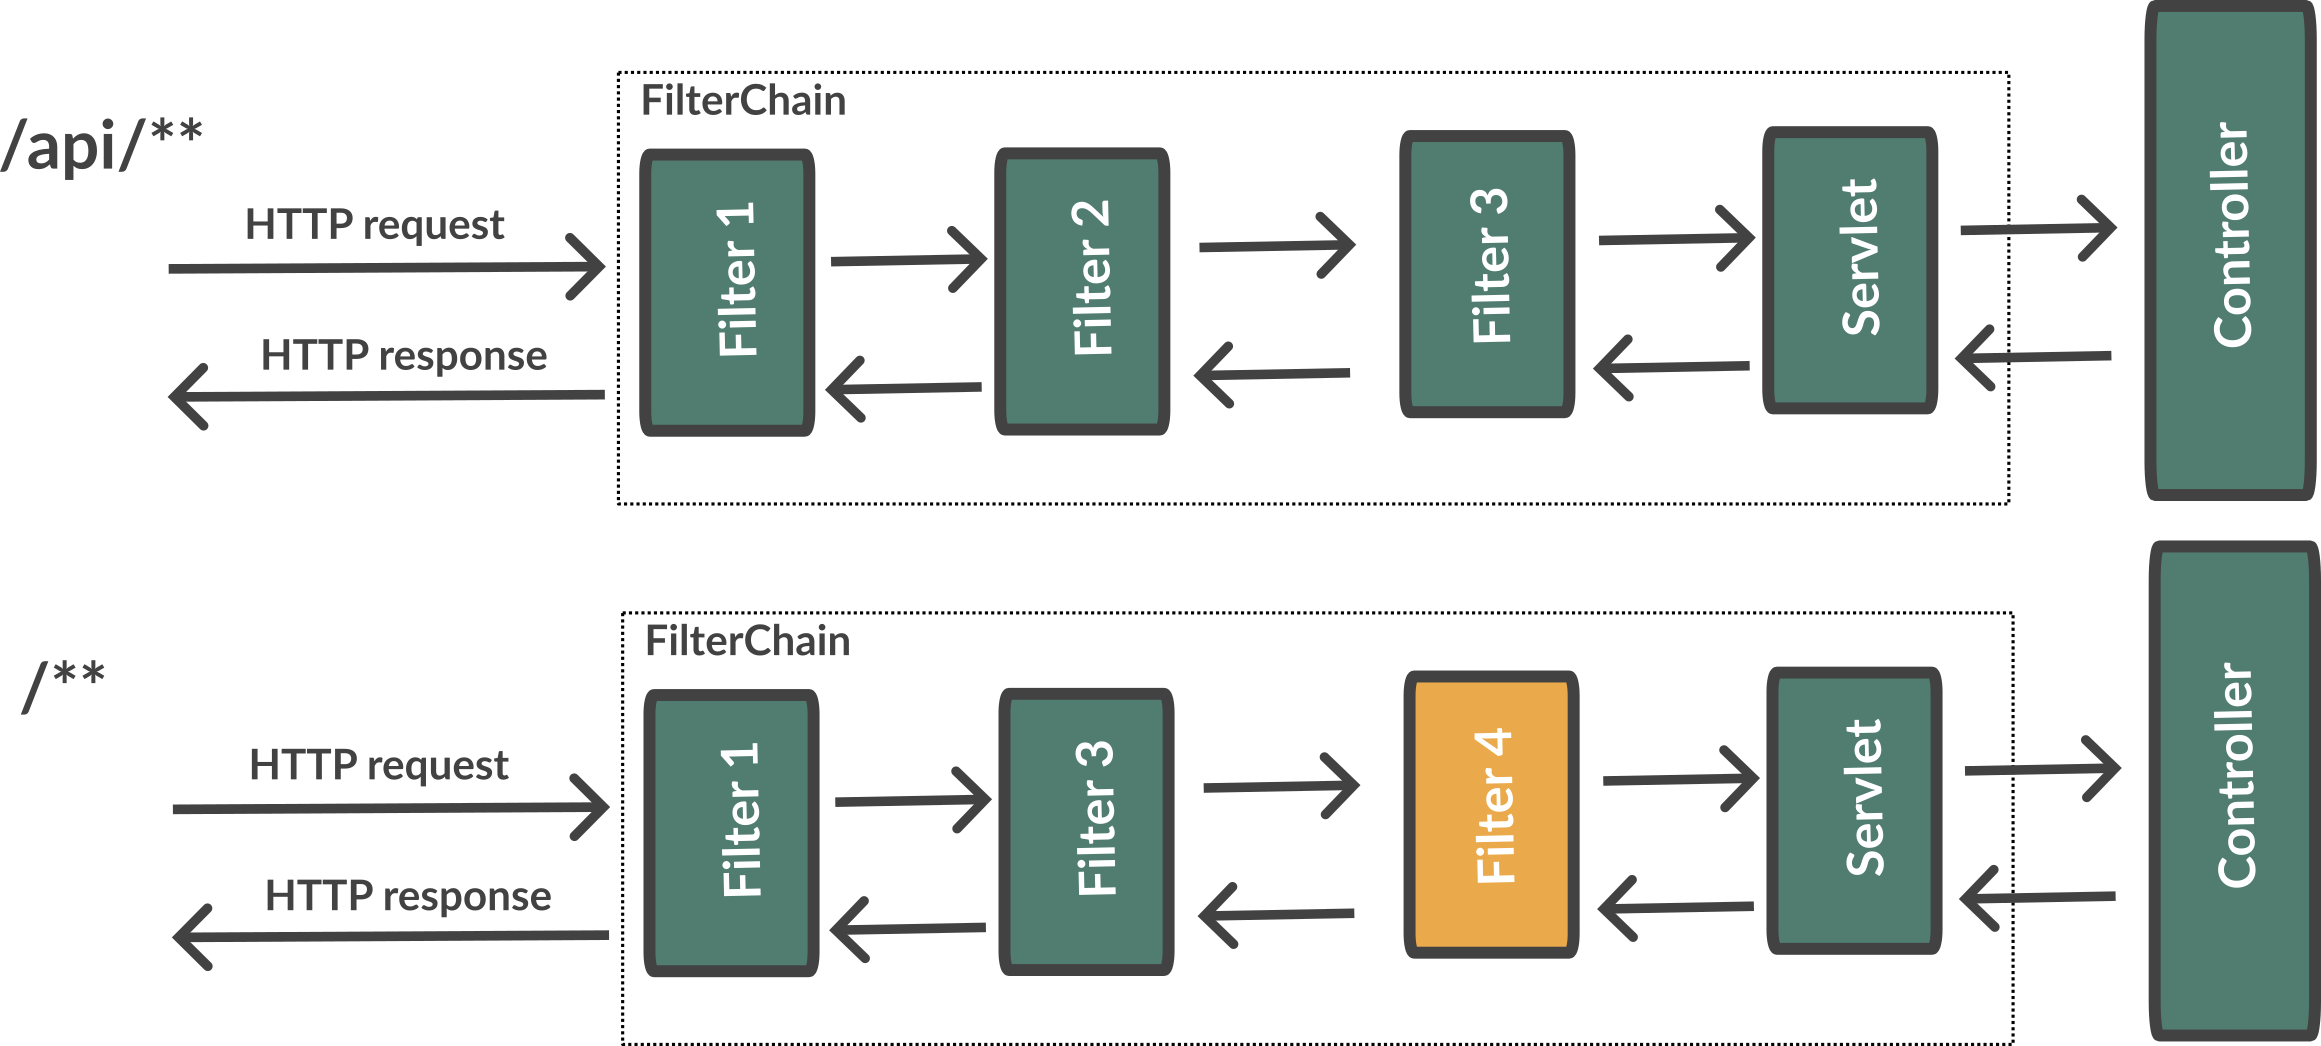 FilterChain
/api/**
HTTP request
HTTP response
Filter 1
Filter 2
Filter 3
Servlet
Controller
FilterChain
/**
HTTP request
HTTP response
Filter 1
Filter 3
Filter 4
Servlet
Controller